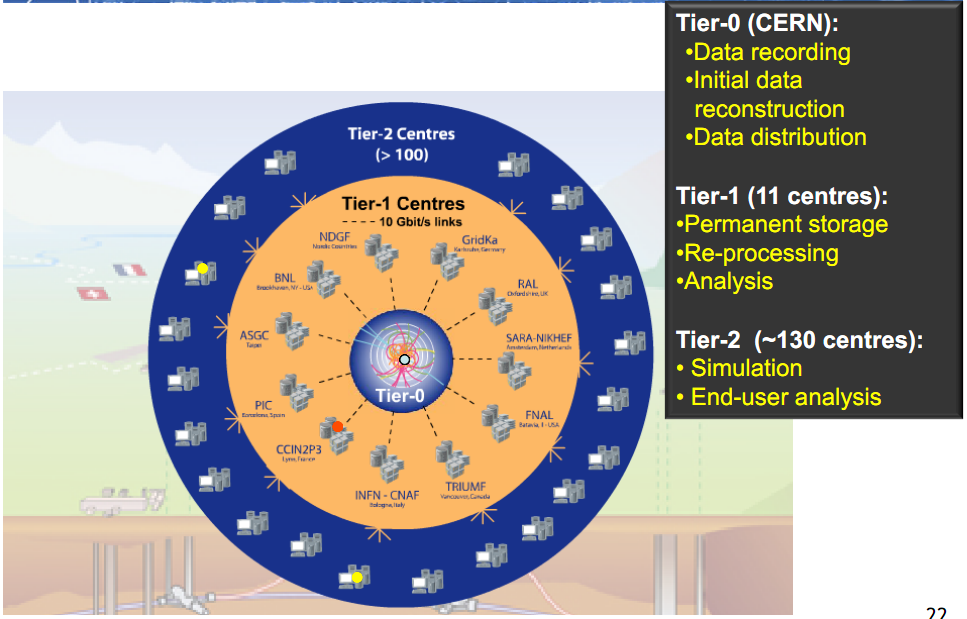 Tier-0 (CERN):
•Data recording
•Initial data
reconstruction
•Data distribution
Tier-1 (11 centres):
•Permanent storage
•Re-processing
•Analysis
Tier-2 (~130 centres):
• Simulation
• End-user analysis
Tier-2 Centres
(> 100)
Tier-1 Centres
10 Gbit/s links
NDGF
Nordic Countries
GridKa
Karlsruhe, Germany
BNL
Brookhaven, NY - USA
RAL
Oxfordshire, UK
ASGC
Taipei
SARA-NIKHEF
Amsterdam, Netherlands
Tier-0
PIC
Barcelona, Spain
FNAL
Batavia, Il - USA
CCIN2P3
Lyon, France
TRIUMF
Vancouver, Canada
INFN - CNAF
Bologna, Italy
22